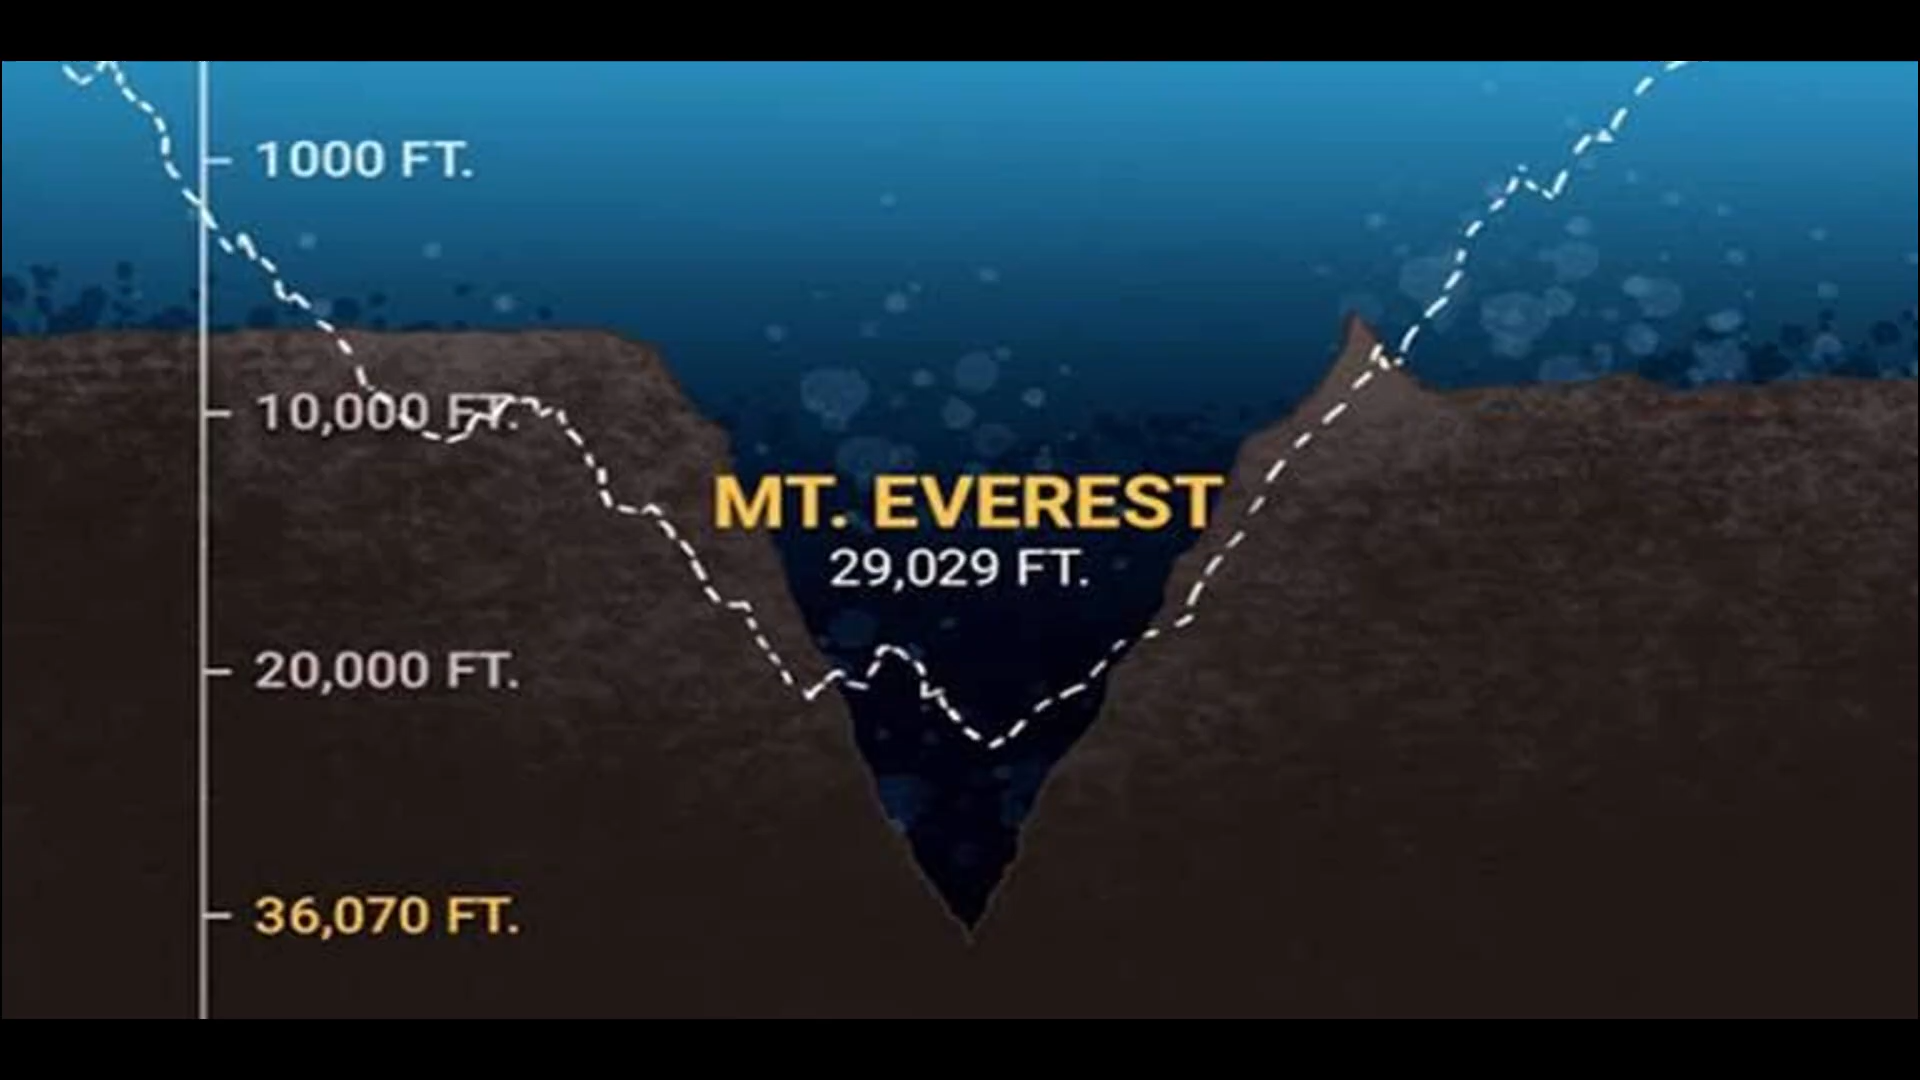 1000 FT.
10,000 FT.
MT. EVEREST
29,029 FT.
20,000 FT.
36,070 FT.